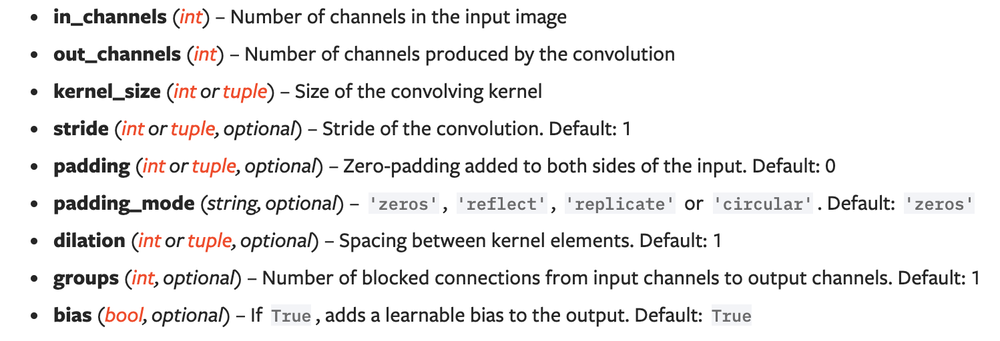 • in_channels (int) – Number of channels in the input image
• out_channels (int) – Number of channels produced by the convolution
• kernel_size (int or tuple) – Size of the convolving kernel
• stride (int or tuple, optional) – Stride of the convolution. Default: 1
• padding (int or tuple, optional) – Zero-padding added to both sides of the input. Default: 0
• padding_mode (string, optional) – 'zeros', 'reflect', 'replicate' or 'circular'. Default: 'zeros'
• dilation (int or tuple, optional) – Spacing between kernel elements. Default: 1
• groups (int, optional) – Number of blocked connections from input channels to output channels. Default: 1
• bias (bool, optional) – If True, adds a learnable bias to the output. Default: True